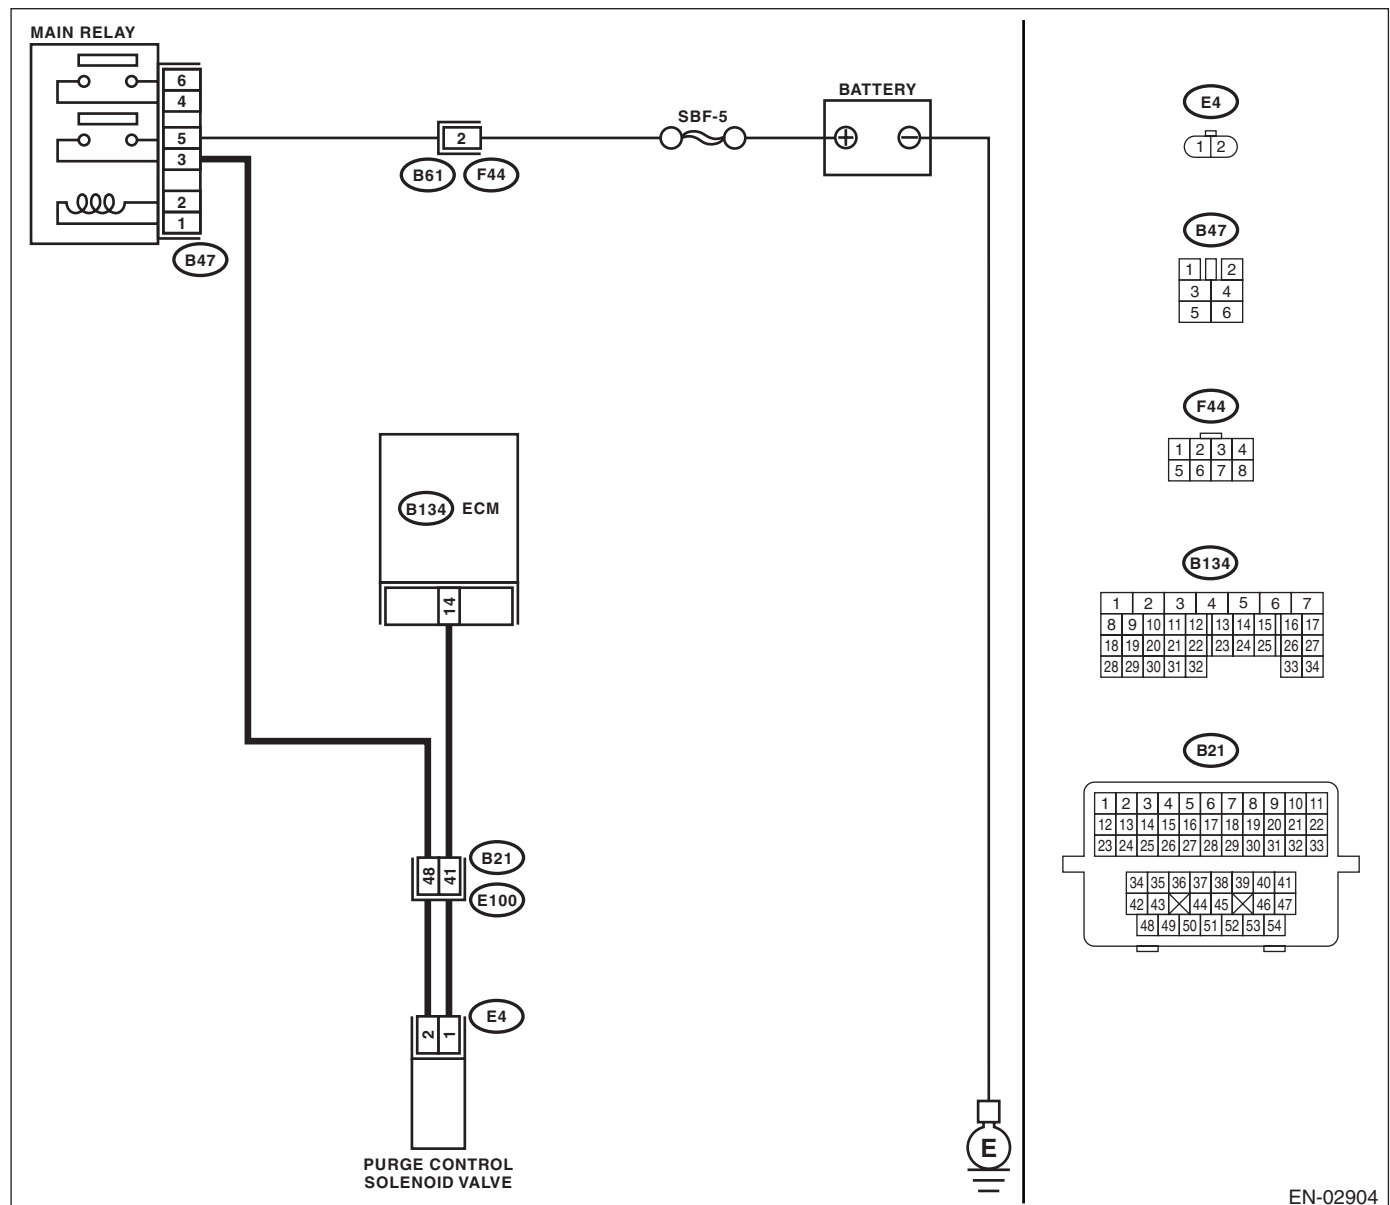 MAIN RELAY
6
4
5
3
2
1
B47
2
B61 F44
SBF-5
BATTERY
B134 ECM
14
48 41
B21
E100
2 1
E4
PURGE CONTROL
SOLENOID VALVE
E
E4
1 2
B47
1 2
3 4
5 6
F44
1 2 3 4
5 6 7 8
B134
1 2 3 4 5 6 7
8 9 10 11 12 13 14 15 16 17
18 19 20 21 22 23 24 25 26 27
28 29 30 31 32 33 34
B21
1 2 3 4 5 6 7 8 9 10 11
12 13 14 15 16 17 18 19 20 21 22
23 24 25 26 27 28 29 30 31 32 33
34 35 36 37 38 39 40 41
42 43 44 45 46 47
48 49 50 51 52 53 54
EN-02904